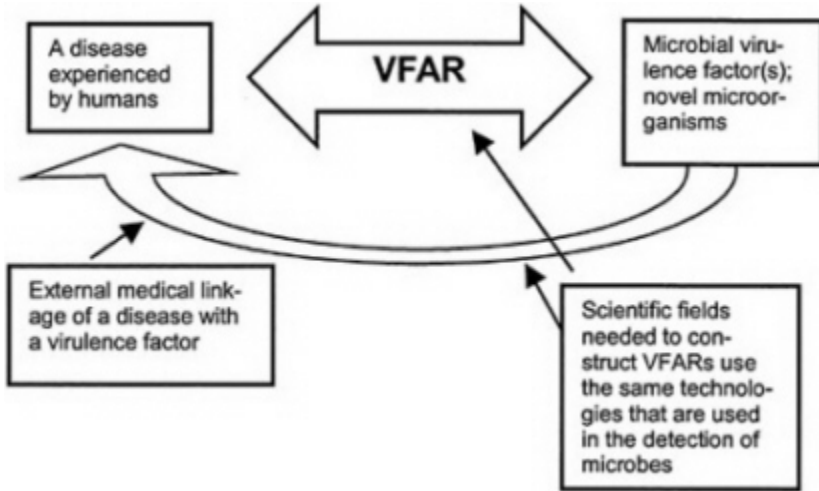 A disease
experienced
by humans
VFAR
Microbial viru-
lence factor(s);
novel microor-
ganisms
External medical link-
age of a disease with
a virulence factor
Scientific fields
needed to con-
struct VFARs use
the same technolo-
gies that are used
in the detection of
microbes